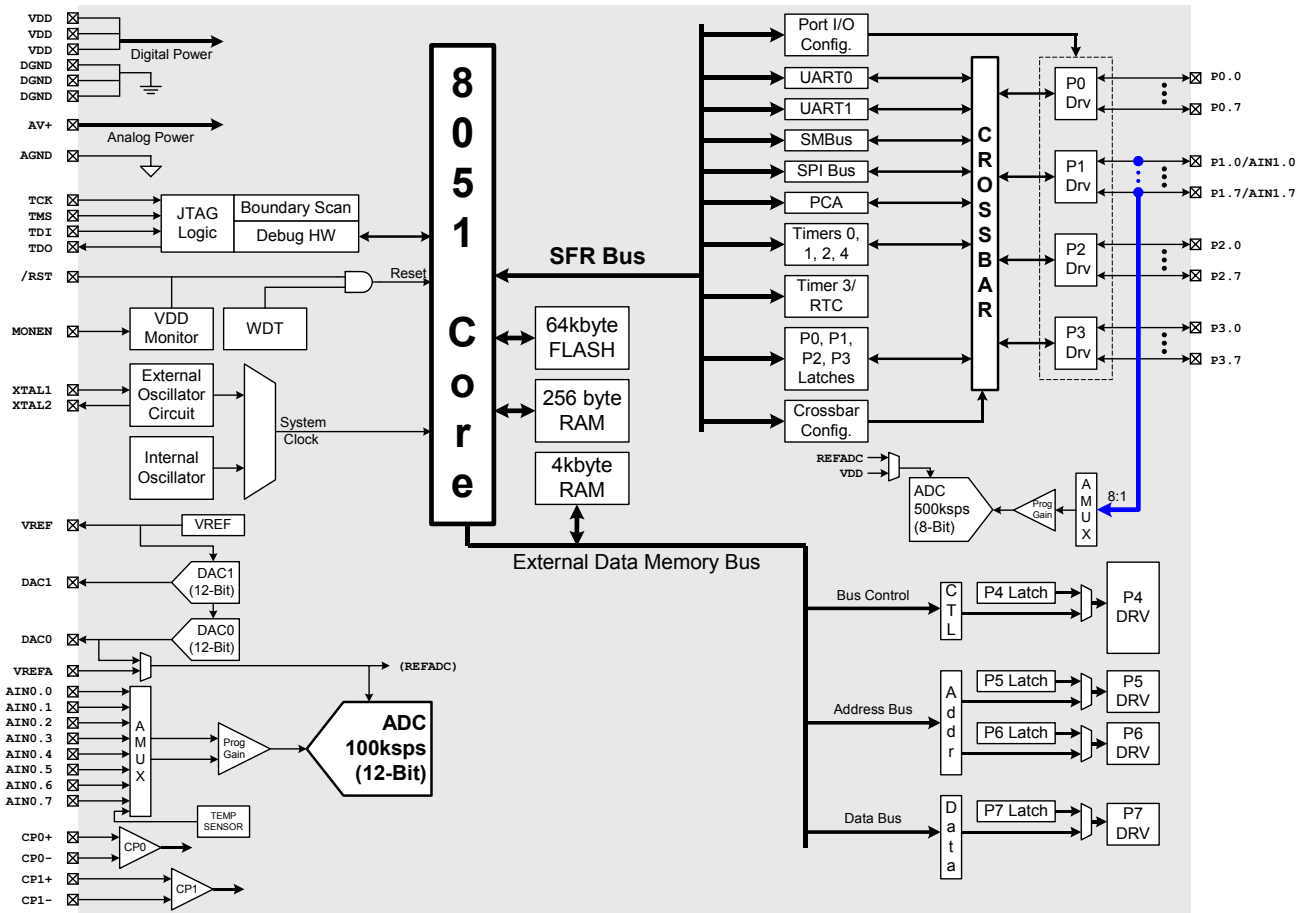 VDD
VDD
VDD
Digital Power
DGND
DGND
DGND
AV+
Analog Power
AGND
TCK
TMS
TDI
TDO
JTAG
Logic
Boundary Scan
Debug HW
/RST
Reset
MONEN
VDD
Monitor
WDT
XTAL1
XTAL2
External
Oscillator
Circuit
Internal
Oscillator
System
Clock
VREF
VREF
DAC1
DAC1
(12-Bit)
DAC0
DAC0
(12-Bit)
VREFA
(REFADC)
AIN0.0
AIN0.1
AIN0.2
AIN0.3
AIN0.4
AIN0.5
AIN0.6
AIN0.7
AMUX
Prog
Gain
ADC
100ksps
(12-Bit)
TEMP
SENSOR
CP0+
CP0-
CP0
CP1+
CP1-
CP1
8051 Core
SFR Bus
64kbyte
FLASH
256 byte
RAM
4kbyte
RAM
External Data Memory Bus
Port I/O
Config.
UART0
UART1
SMBus
SPI Bus
PCA
Timers 0,
1, 2, 4
Timer 3/
RTC
P0, P1,
P2, P3
Latches
Crossbar
Config.
CROSSBAR
P0
Drv
P1
Drv
P2
Drv
P3
Drv
P0.0
P0.7
P1.0/AIN1.0
P1.7/AIN1.7
P2.0
P2.7
P3.0
P3.7
REFADC
VDD
ADC
500ksps
(8-Bit)
Prog
Gain
AMUX
8:1
Bus Control
CTL
P4 Latch
P4
DRV
Address Bus
Addr
P5 Latch
P5
DRV
P6 Latch
P6
DRV
Data Bus
Data
P7 Latch
P7
DRV